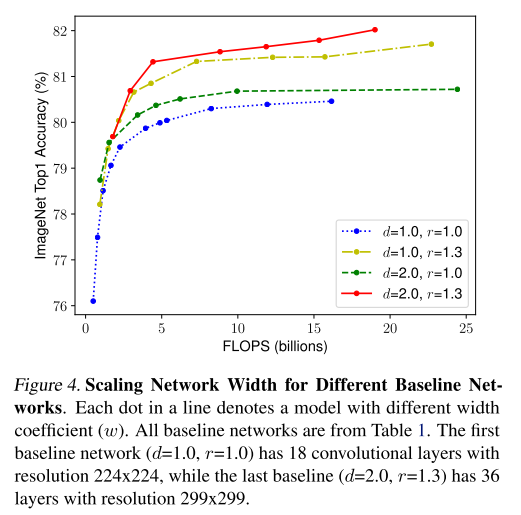 82
81
80
79
78
77
76
ImageNet Top1 Accuracy (%)
d=1.0, r=1.0
d=1.0, r=1.3
d=2.0, r=1.0
d=2.0, r=1.3
0 5 10 15 20 25
FLOPS (billions)
Figure 4. Scaling Network Width for Different Baseline Net-
works. Each dot in a line denotes a model with different width
coefficient (w). All baseline networks are from Table 1. The first
baseline network (d=1.0, r=1.0) has 18 convolutional layers with
resolution 224x224, while the last baseline (d=2.0, r=1.3) has 36
layers with resolution 299x299.